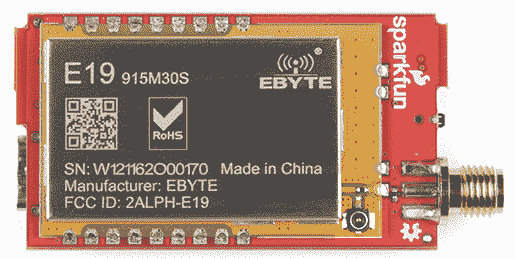 E19 915M30S
EBYTE
RoHS
SN: W121162O00170 Made in China
Manufacturer: EBYTE
FCC ID: 2ALPH-E19
sparkfun